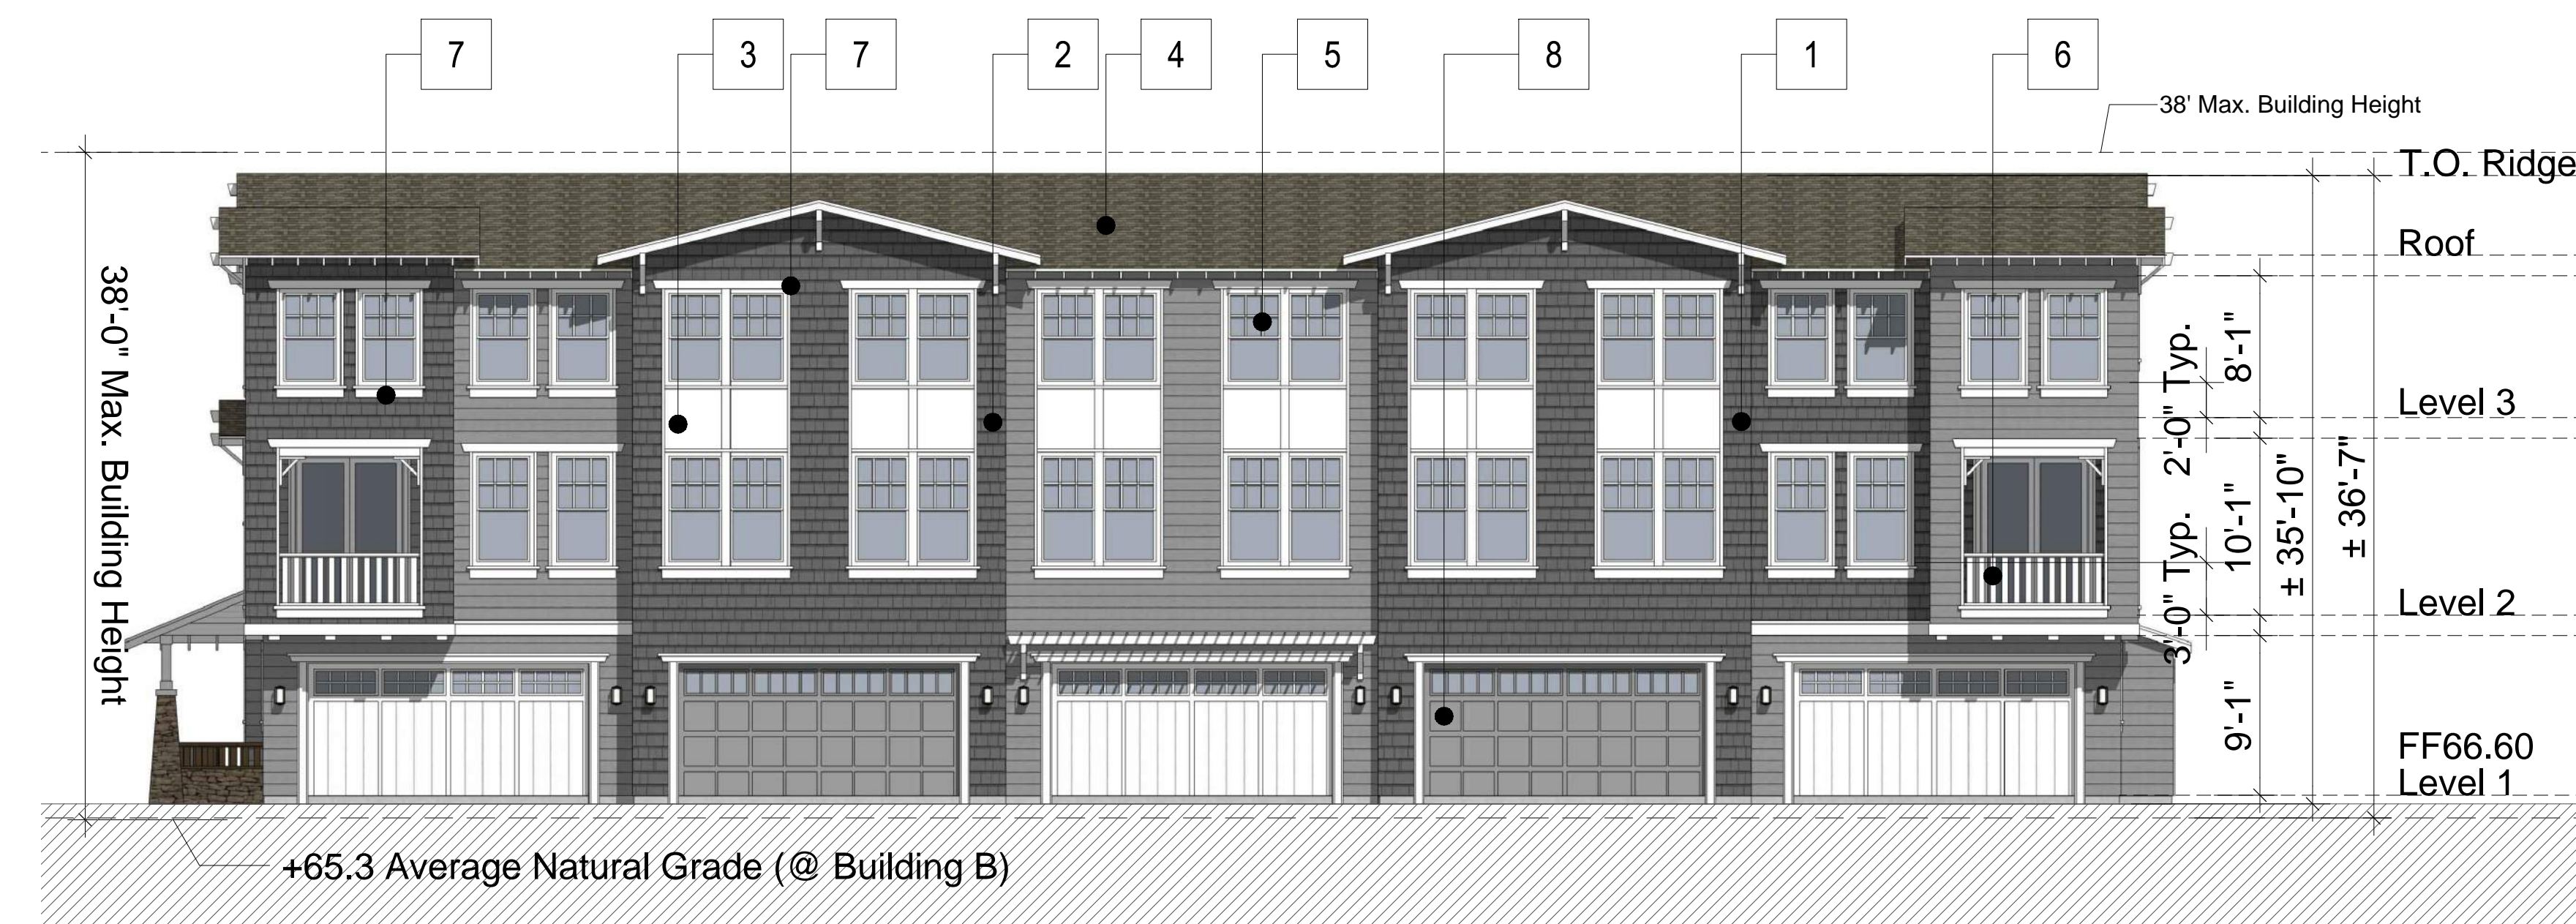 7
3
7
2
4
5
8
1
6
38' Max. Building Height
T.O. Ridge
Roof
Level 3
Level 2
FF66.60
Level 1
38'-0" Max. Building Height
2'-0" Typ.
3'-0" Typ.
8'-1"
10'-1"
9'-1"
± 35'-10"
± 36'-7"
+65.3 Average Natural Grade (@ Building B)